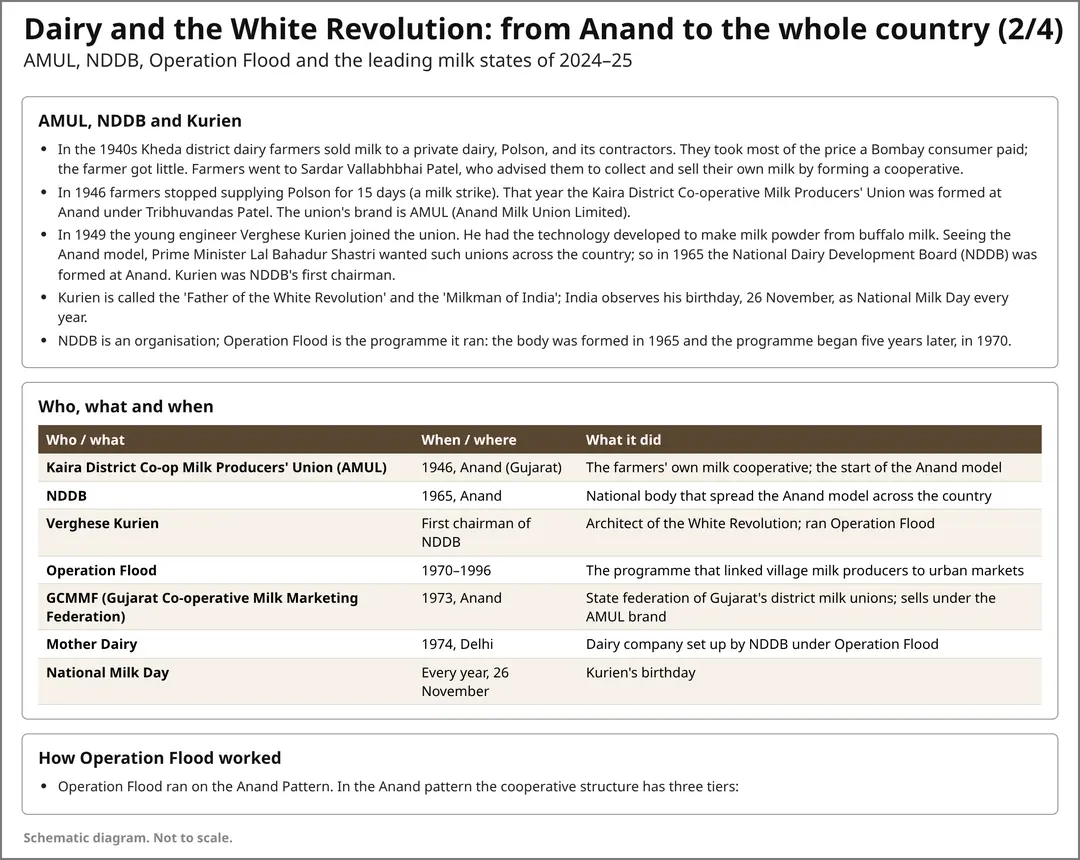 Dairy and the White Revolution: from Anand to the whole country (2/4)
AMUL, NDDB, Operation Flood and the leading milk states of 2024–25
AMUL, NDDB and Kurien
• In the 1940s Kheda district dairy farmers sold milk to a private dairy, Polson, and its contractors. They took most of the price a Bombay consumer paid;
the farmer got little. Farmers went to Sardar Vallabhbhai Patel, who advised them to collect and sell their own milk by forming a cooperative.
• In 1946 farmers stopped supplying Polson for 15 days (a milk strike). That year the Kaira District Co-operative Milk Producers' Union was formed at
Anand under Tribhuvandas Patel. The union's brand is AMUL (Anand Milk Union Limited).
• In 1949 the young engineer Verghese Kurien joined the union. He had the technology developed to make milk powder from buffalo milk. Seeing the
Anand model, Prime Minister Lal Bahadur Shastri wanted such unions across the country; so in 1965 the National Dairy Development Board (NDDB) was
formed at Anand. Kurien was NDDB's first chairman.
• Kurien is called the 'Father of the White Revolution' and the 'Milkman of India'; India observes his birthday, 26 November, as National Milk Day every
year.
• NDDB is an organisation; Operation Flood is the programme it ran: the body was formed in 1965 and the programme began five years later, in 1970.
Who, what and when
Who / what When / where What it did
Kaira District Co-op Milk Producers' Union (AMUL) 1946, Anand (Gujarat) The farmers' own milk cooperative; the start of the Anand model
NDDB 1965, Anand National body that spread the Anand model across the country
Verghese Kurien First chairman of Architect of the White Revolution; ran Operation Flood
NDDB
Operation Flood 1970–1996 The programme that linked village milk producers to urban markets
GCMMF (Gujarat Co-operative Milk Marketing 1973, Anand State federation of Gujarat's district milk unions; sells under the
Federation) AMUL brand
Mother Dairy 1974, Delhi Dairy company set up by NDDB under Operation Flood
National Milk Day Every year, 26 Kurien's birthday
November
How Operation Flood worked
• Operation Flood ran on the Anand Pattern. In the Anand pattern the cooperative structure has three tiers:
Schematic diagram. Not to scale.